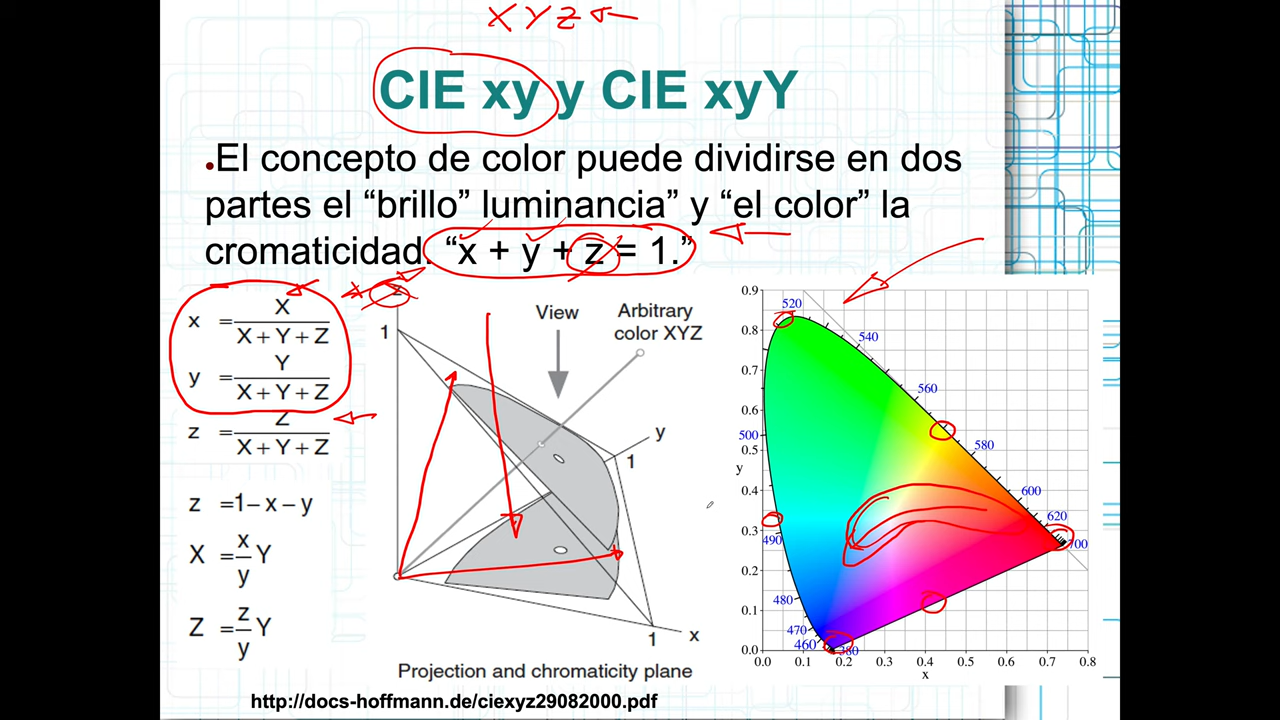 X Y Z
CIE xy y CIE xyY
•El concepto de color puede dividirse en dos
partes el “brillo” luminancia” y “el color” la
cromaticidad. “x + y + z = 1.”
x = X / X + Y + Z
y = Y / X + Y + Z
z = Z / X + Y + Z
z =1–x–y
X = x / y Y
Z = z / y Y
z
1
View
Arbitrary
color XYZ
y
1
1
x
Projection and chromaticity plane
0.9
0.8
0.7
0.6
0.5
y
0.4
0.3
0.2
0.1
0.0
520
540
560
500
580
600
620
490
700
480
470
460
380
0.0 0.1 0.2 0.3 0.4 0.5 0.6 0.7 0.8
x
http://docs-hoffmann.de/ciexyz29082000.pdf